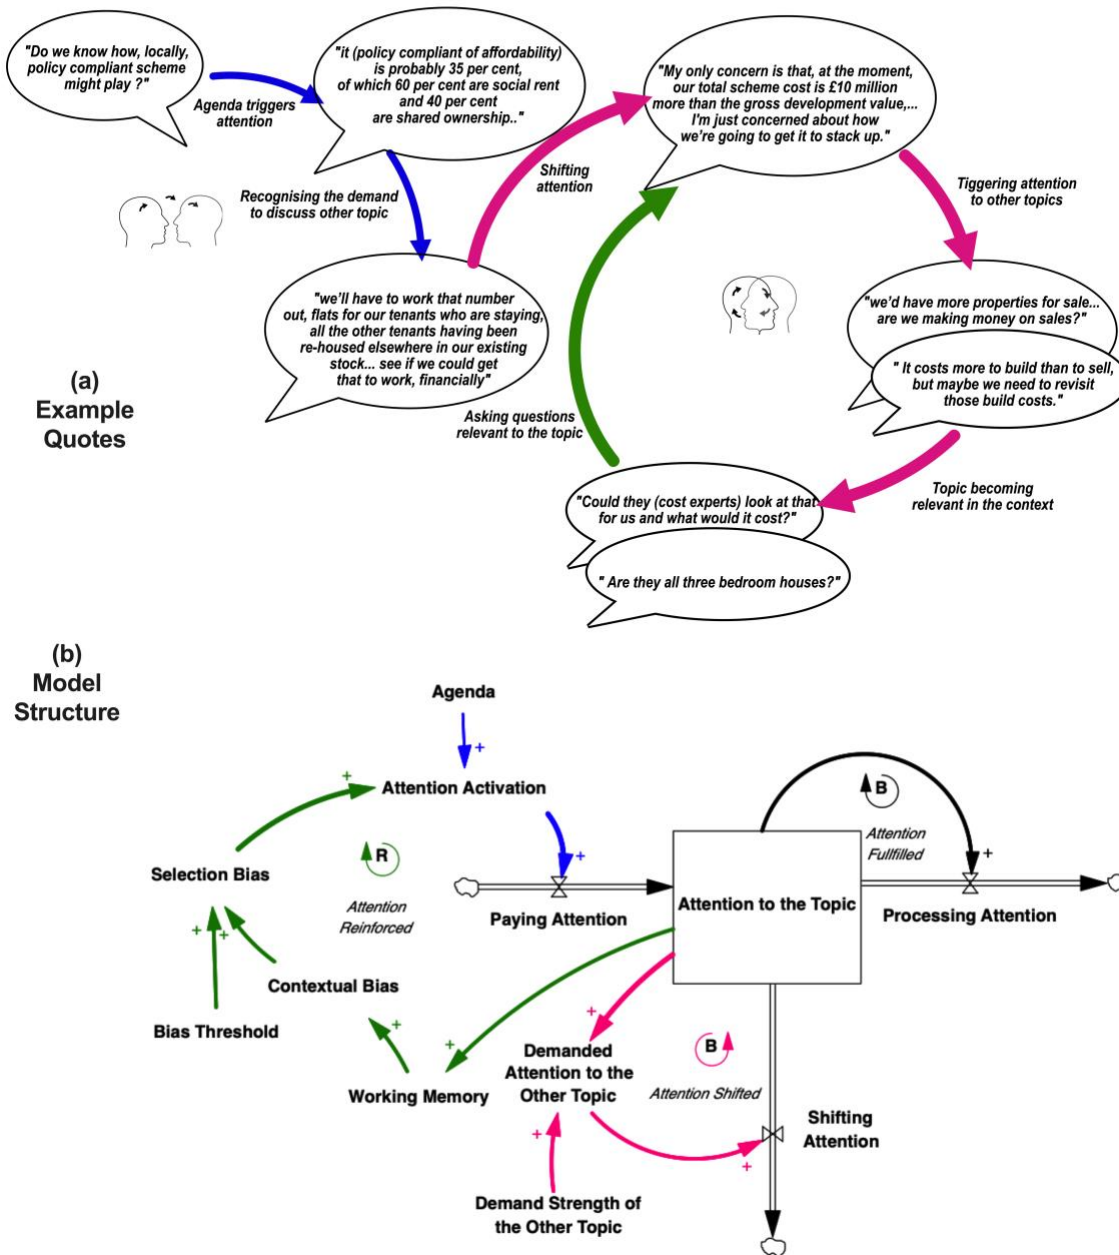 "Do we know how, locally,
policy compliant scheme
might play ?"
Agenda triggers
attention
"it (policy compliant of affordability)
is probably 35 per cent,
of which 60 per cent are social rent
and 40 per cent
are shared ownership.."
"My only concern is that, at the moment,
our total scheme cost is £10 million
more than the gross development value,...
I'm just concerned about how
we're going to get it to stack up."
Recognising the demand
to discuss other topic
Shifting
attention
Tiggering attention
to other topics
"we'll have to work that number
out, flats for our tenants who are staying,
all the other tenants having been
re-housed elsewhere in our existing
stock... see if we could get
that to work, financially"
"we'd have more properties for sale...
are we making money on sales?"
" It costs more to build than to sell,
but maybe we need to revisit
those build costs."
(a)
Example
Quotes
Asking questions
relevant to the topic
Topic becoming
relevant in the context
"Could they (cost experts) look at that
for us and what would it cost?"
" Are they all three bedroom houses?"
(b)
Model
Structure
Agenda
+
+
Attention Activation
B
Attention
Fullfilled
+
+
Selection Bias
R
Attention
Reinforced
Paying Attention
Attention to the Topic
Processing Attention
+
+
Contextual Bias
Bias Threshold
+
+
+
Working Memory
Demanded
Attention to the
Other Topic
B
Attention Shifted
Shifting
Attention
+
+
Demand Strength of
the Other Topic